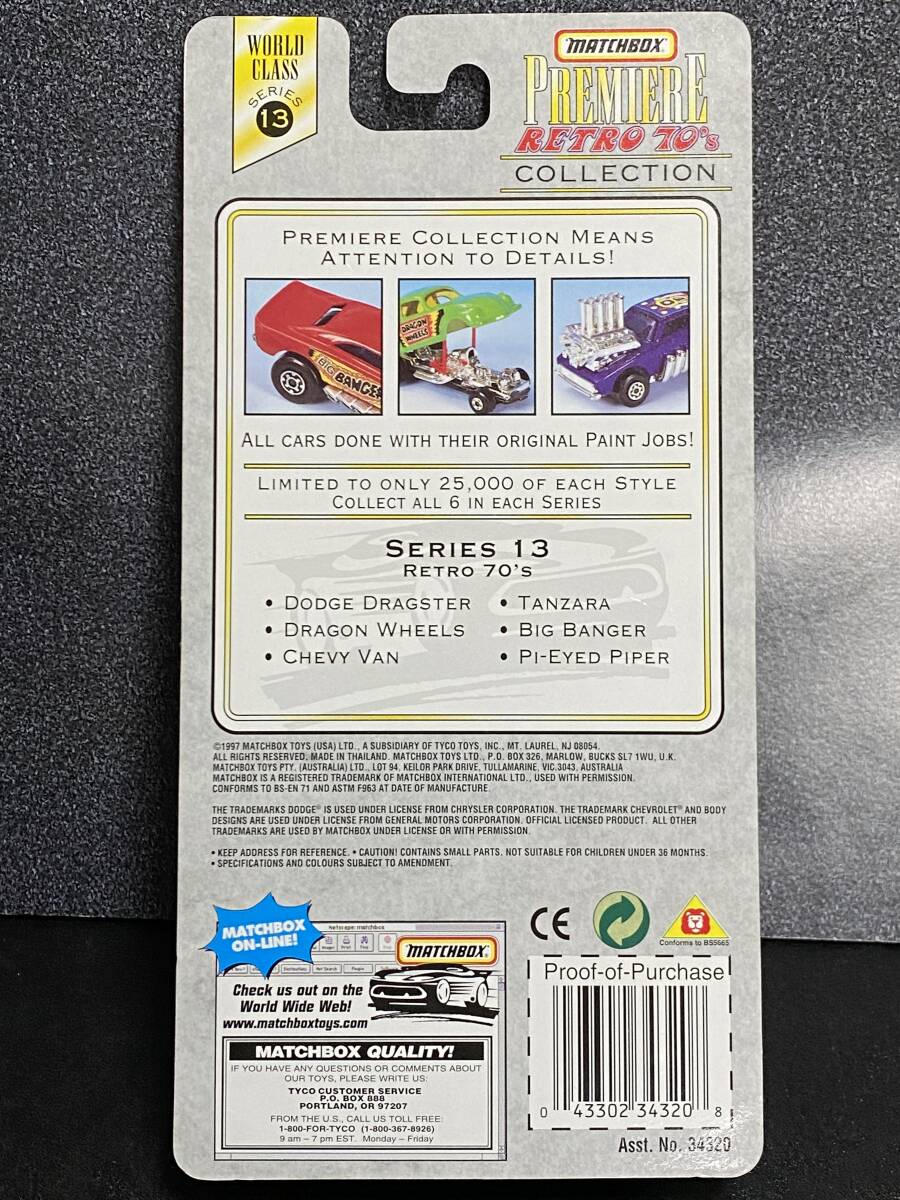 WORLD
CLASS
SERIES
13
MATCHBOX
PREMIERE
RETRO 70's
COLLECTION
PREMIERE COLLECTION MEANS
ATTENTION TO DETAILS!
BIG BANGE
DRAGON
WHEELS
ALL CARS DONE WITH THEIR ORIGINAL PAINT JOBS!
LIMITED TO ONLY 25,000 OF EACH STYLE
COLLECT ALL 6 IN EACH SERIES
SERIES 13
RETRO 70'S
• DODGE DRAGSTER • TANZARA
• DRAGON WHEELS • BIG BANGER
• CHEVY VAN • PI-EYED PIPER
©1997 MATCHBOX TOYS (USA) LTD., A SUBSIDIARY OF TYCO TOYS, INC., MT. LAUREL, NJ 08054.
ALL RIGHTS RESERVED. MADE IN THAILAND. MATCHBOX TOYS LTD., P.O. BOX 326, MARLOW, BUCKS SL7 1WU, U.K.
MATCHBOX TOYS PTY. (AUSTRALIA) LTD., LOT 94, KEILOR PARK DRIVE, TULLAMARINE, VIC.3043, AUSTRALIA
MATCHBOX IS A REGISTERED TRADEMARK OF MATCHBOX INTERNATIONAL LTD., USED WITH PERMISSION.
CONFORMS TO BS-EN 71 AND ASTM F963 AT DATE OF MANUFACTURE.
THE TRADEMARKS DODGE® IS USED UNDER LICENSE FROM CHRYSLER CORPORATION. THE TRADEMARK CHEVROLET® AND BODY
DESIGNS ARE USED UNDER LICENSE FROM GENERAL MOTORS CORPORATION. OFFICIAL LICENSED PRODUCT. ALL OTHER
TRADEMARKS ARE USED BY MATCHBOX UNDER LICENSE OR WITH PERMISSION.
• KEEP ADDRESS FOR REFERENCE. • CAUTION! CONTAINS SMALL PARTS. NOT SUITABLE FOR CHILDREN UNDER 36 MONTHS.
• SPECIFICATIONS AND COLOURS SUBJECT TO AMENDMENT.
MATCHBOX
ON-LINE!
Netscape: matchbox
Print
MATCHBOX
Check us out on the
World Wide Web!
www.matchboxtoys.com
MATCHBOX QUALITY!
IF YOU HAVE ANY QUESTIONS OR COMMENTS ABOUT
OUR TOYS, PLEASE WRITE US:
TYCO CUSTOMER SERVICE
P.O. BOX 888
PORTLAND, OR 97207
FROM THE U.S., CALL US TOLL FREE:
1-800-FOR-TYCO (1-800-367-8926)
9 am – 7 pm EST. Monday – Friday
CE
Conforms to BS5665
Proof-of-Purchase
0 43302 34320 8
Asst. No. 34320